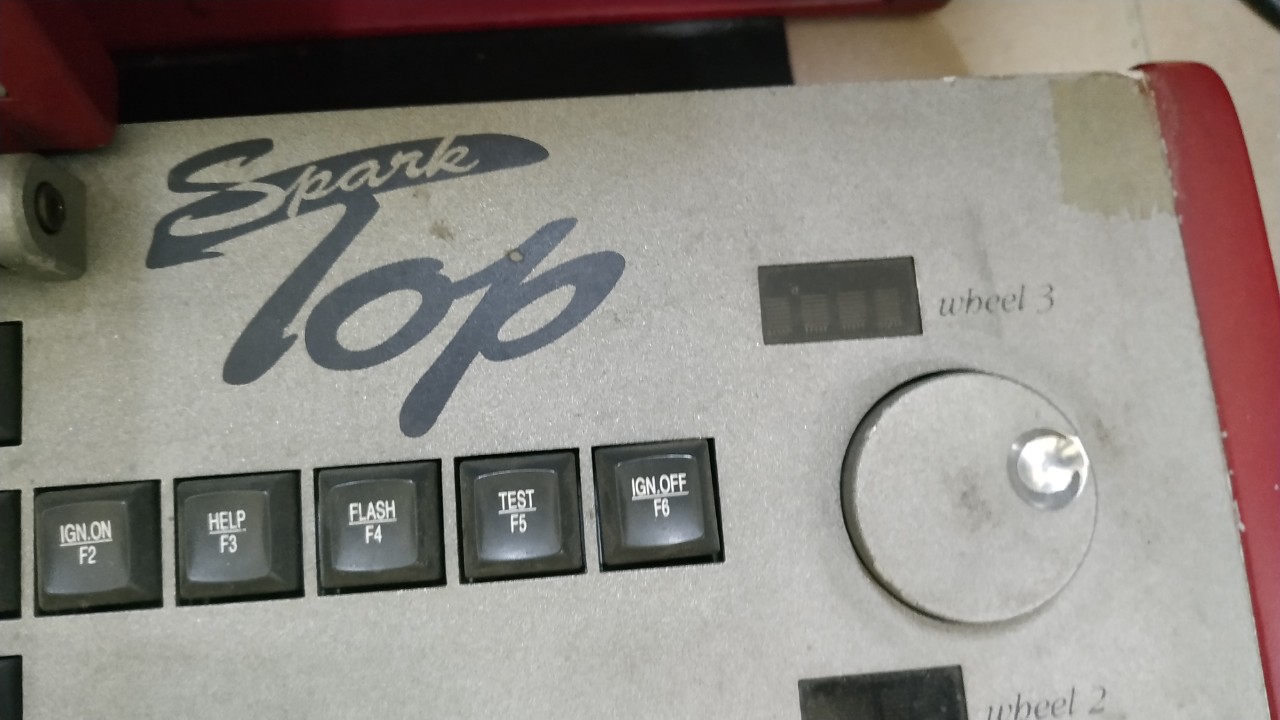 Spark
Top
wheel 3
IGN.ON
F2
HELP
F3
FLASH
F4
TEST
F5
IGN.OFF
F6
wheel 2